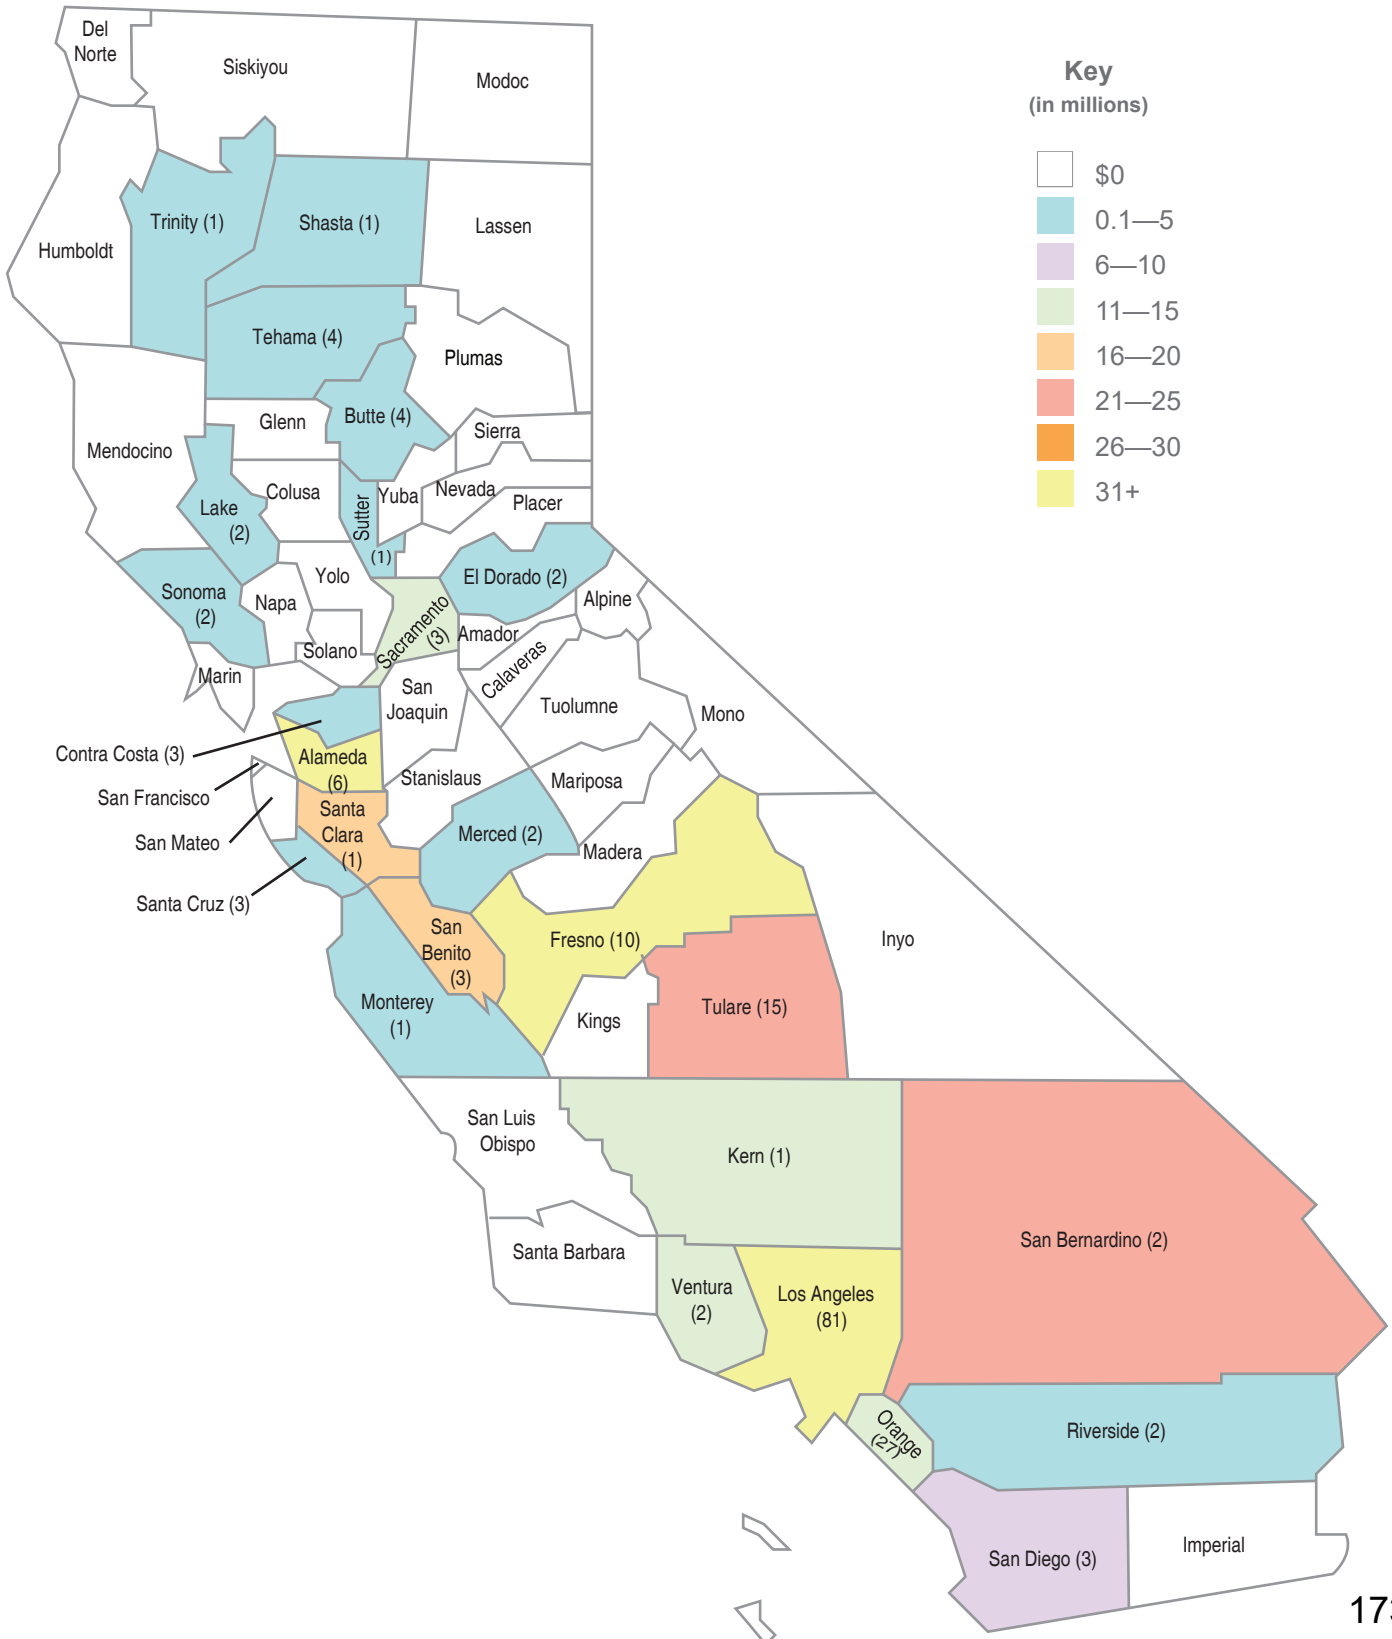 Del
Norte
Siskiyou
Modoc
Key
(in millions)
$0
0.1—5
6—10
11—15
16—20
21—25
26—30
31+
Trinity (1)
Shasta (1)
Lassen
Humboldt
Tehama (4)
Plumas
Butte (4)
Glenn
Sierra
Mendocino
Colusa
Yuba
Nevada
Placer
Lake
(2)
Sutter
(1)
Yolo
El Dorado (2)
Sonoma
(2)
Napa
Alpine
Sacramento
(3)
Amador
Solano
Calaveras
Marin
San
Joaquin
Tuolumne
Mono
Contra Costa (3)
Alameda
(6)
Stanislaus
Mariposa
San Francisco
Santa
Clara
(1)
San Mateo
Merced (2)
Madera
Santa Cruz (3)
San
Benito
(3)
Fresno (10)
Inyo
Monterey
(1)
Kings
Tulare (15)
San Luis
Obispo
Kern (1)
Santa Barbara
San Bernardino (2)
Ventura
(2)
Los Angeles
(81)
Orange
(27)
Riverside (2)
San Diego (3)
Imperial